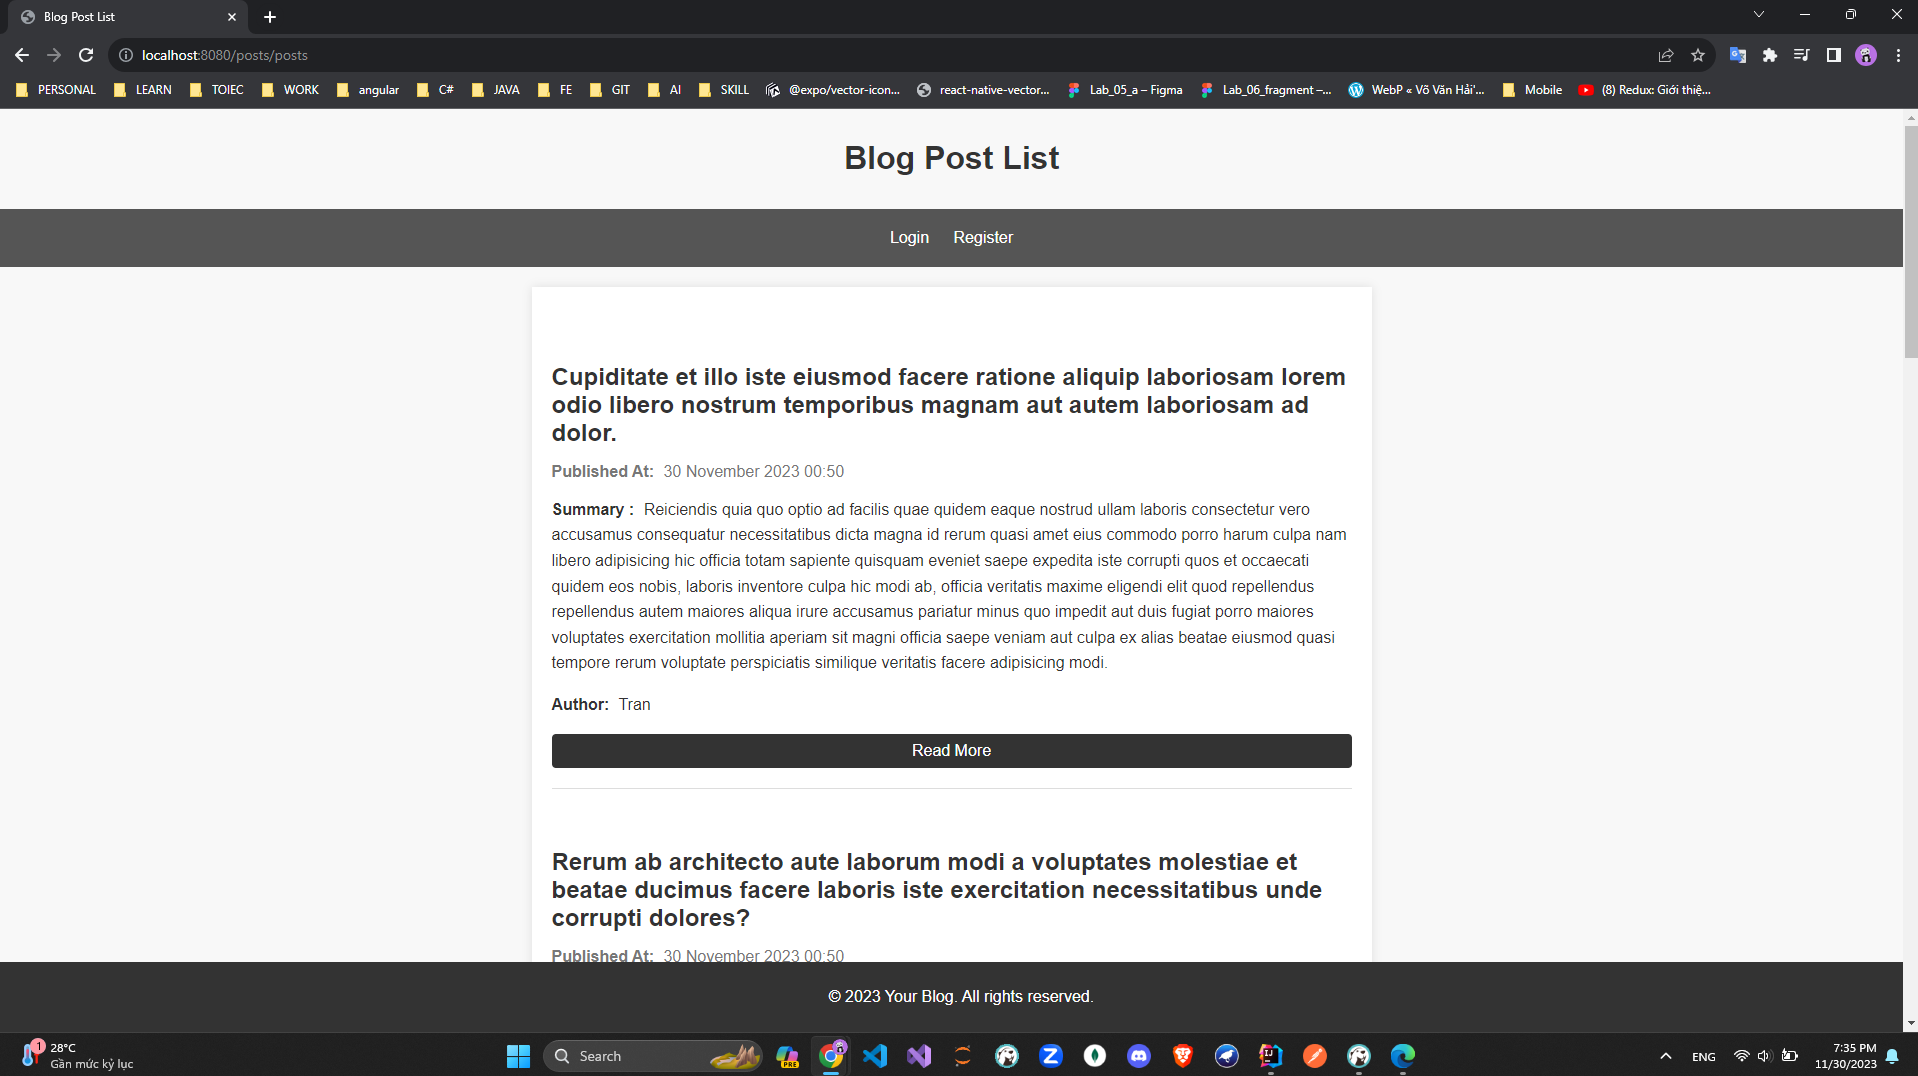 Blog Post List
localhost:8080/posts/posts
PERSONAL LEARN TOIEC WORK angular C# JAVA FE GIT AI SKILL @expo/vector-icon... react-native-vector... Lab_05_a – Figma Lab_06_fragment –... WebP « Võ Văn Hải'... Mobile (8) Redux: Giới thiệ...
Blog Post List
Login Register
Cupiditate et illo iste eiusmod facere ratione aliquip laboriosam lorem
odio libero nostrum temporibus magnam aut autem laboriosam ad
dolor.
Published At: 30 November 2023 00:50
Summary : Reiciendis quia quo optio ad facilis quae quidem eaque nostrud ullam laboris consectetur vero
accusamus consequatur necessitatibus dicta magna id rerum quasi amet eius commodo porro harum culpa nam
libero adipisicing hic officia totam sapiente quisquam eveniet saepe expedita iste corrupti quos et occaecati
quidem eos nobis, laboris inventore culpa hic modi ab, officia veritatis maxime eligendi elit quod repellendus
repellendus autem maiores aliqua irure accusamus pariatur minus quo impedit aut duis fugiat porro maiores
voluptates exercitation mollitia aperiam sit magni officia saepe veniam aut culpa ex alias beatae eiusmod quasi
tempore rerum voluptate perspiciatis similique veritatis facere adipisicing modi.
Author: Tran
Read More
Rerum ab architecto aute laborum modi a voluptates molestiae et
beatae ducimus facere laboris iste exercitation necessitatibus unde
corrupti dolores?
Published At: 30 November 2023 00:50
© 2023 Your Blog. All rights reserved.
1
28°C
Gần mức kỷ lục
Search
PRE
ENG
7:35 PM
11/30/2023